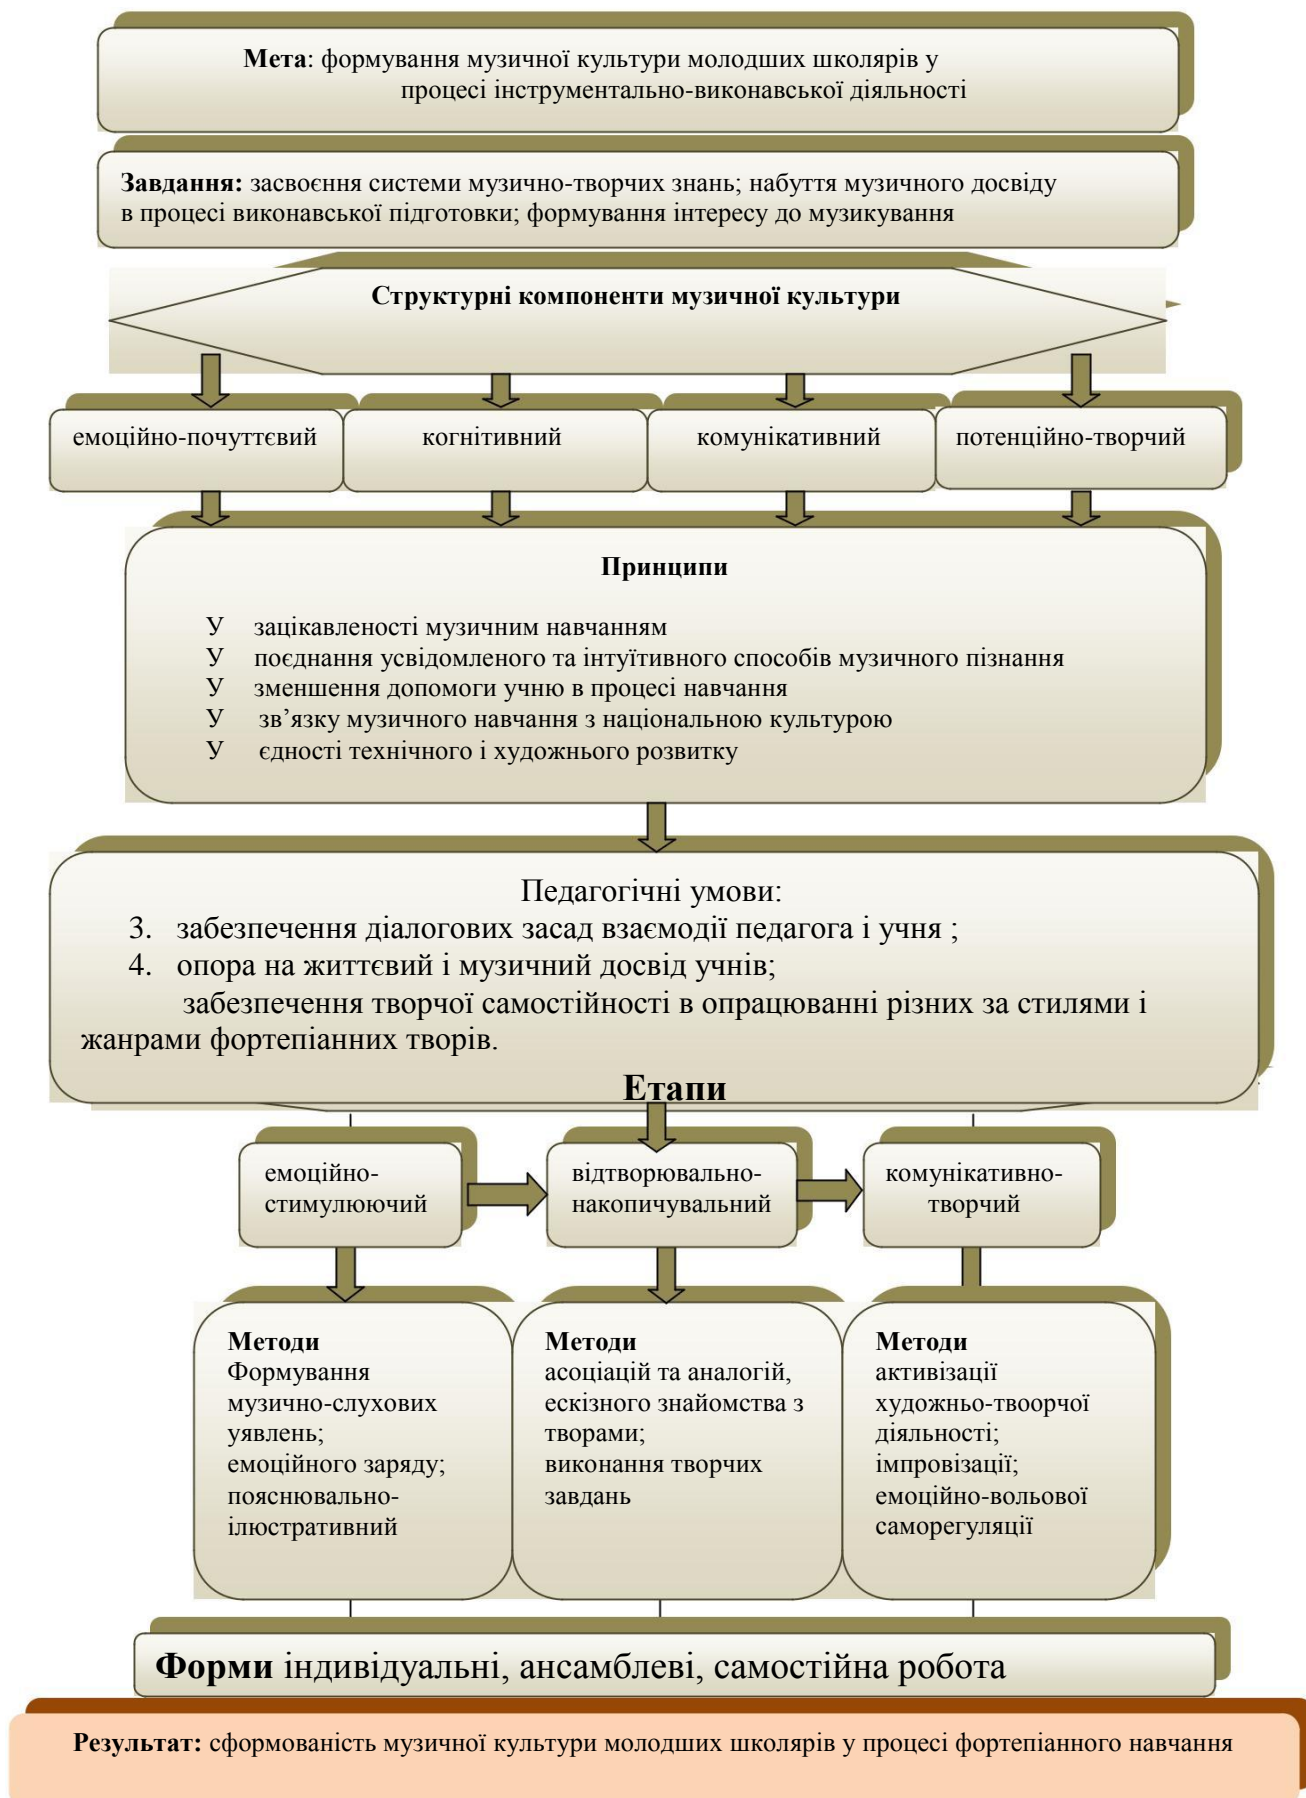 Мета: формування музичної культури молодших школярів у
процесі інструментально-виконавської діяльності
Завдання: засвоєння системи музично-творчих знань; набуття музичного досвіду
в процесі виконавської підготовки; формування інтересу до музикування
Структурні компоненти музичної культури
емоційно-почуттєвий
когнітивний
комунікативний
потенційно-творчий
Принципи
У зацікавленості музичним навчанням
У поєднання усвідомленого та інтуїтивного способів музичного пізнання
У зменшення допомоги учню в процесі навчання
У зв’язку музичного навчання з національною культурою
У єдності технічного і художнього розвитку
Педагогічні умови:
3. забезпечення діалогових засад взаємодії педагога і учня ;
4. опора на життєвий і музичний досвід учнів;
забезпечення творчої самостійності в опрацюванні різних за стилями і
жанрами фортепіанних творів.
Етапи
емоційно-
стимулюючий
відтворювально-
накопичувальний
комунікативно-
творчий
Методи
Формування
музично-слухових
уявлень;
емоційного заряду;
пояснювально-
ілюстративний
Методи
асоціацій та аналогій,
ескізного знайомства з
творами;
виконання творчих
завдань
Методи
активізації
художньо-твоорчої
діяльності;
імпровізації;
емоційно-вольової
саморегуляції
Форми індивідуальні, ансамблеві, самостійна робота
Результат: сформованість музичної культури молодших школярів у процесі фортепіанного навчання